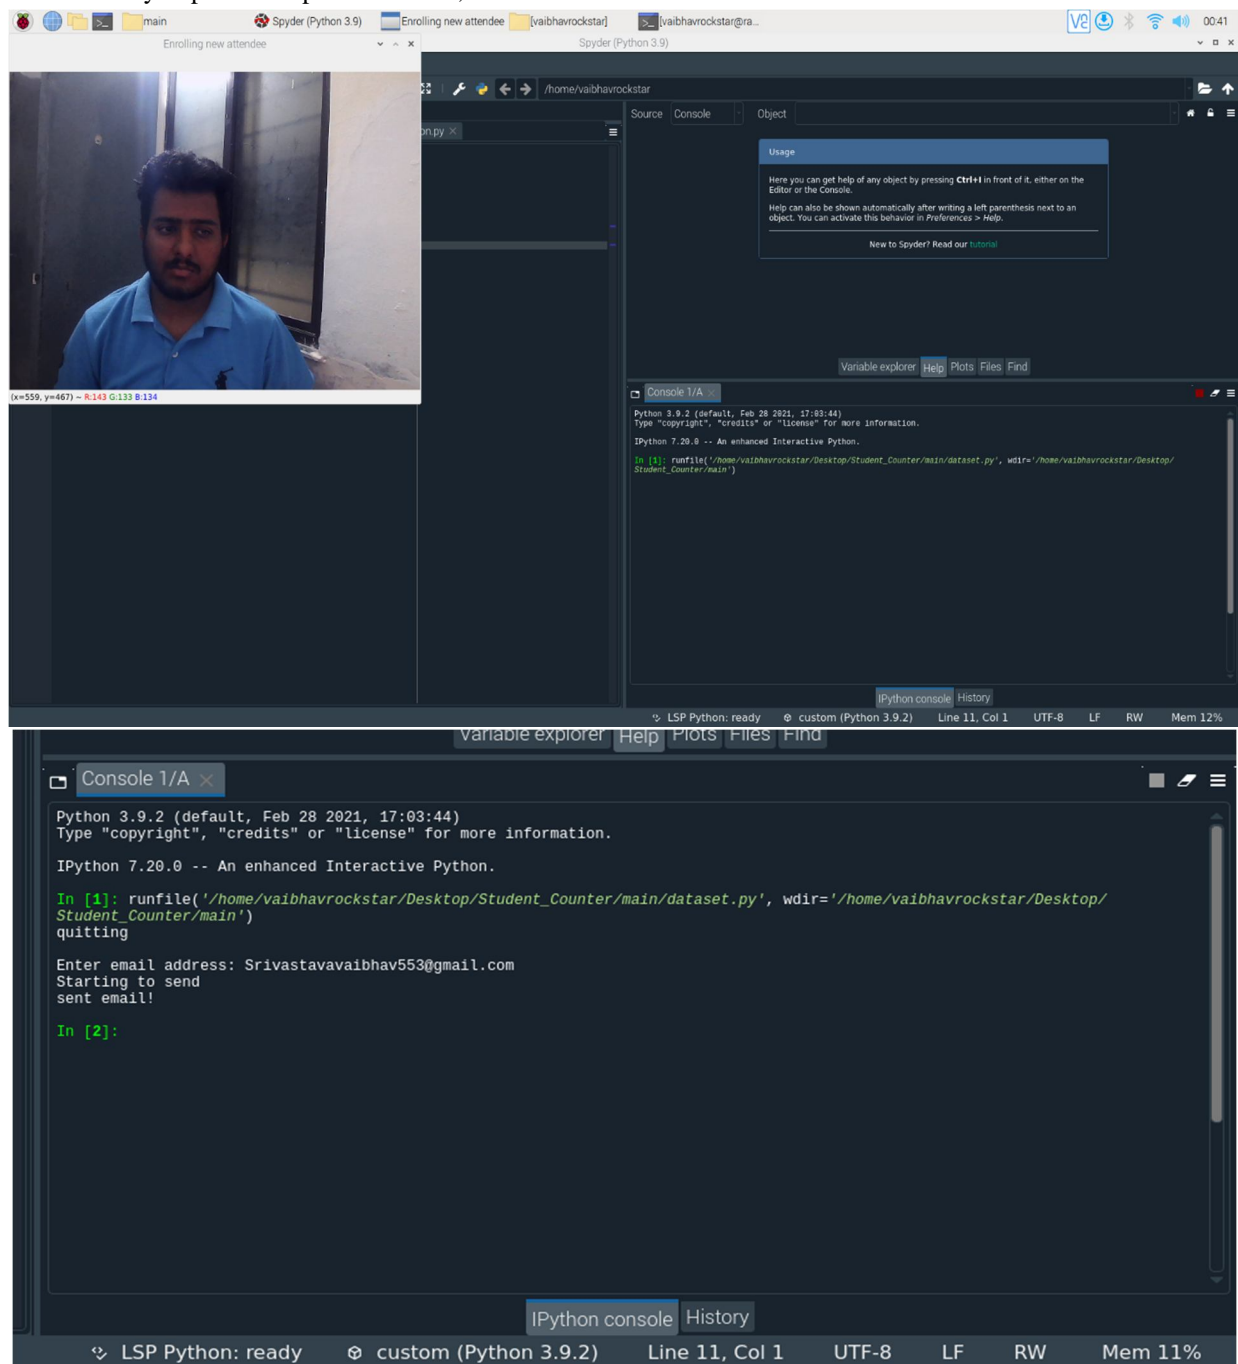 main
Spyder (Python 3.9)
Enrolling new attendee
[vaibhavrockstar]
[vaibhavrockstar@ra...
00:41
Enrolling new attendee
Spyder (Python 3.9)
/home/vaibhavrockstar
Source Console Object
on.py
Usage
Here you can get help of any object by pressing Ctrl+I in front of it, either on the
Editor or the Console.
Help can also be shown automatically after writing a left parenthesis next to an
object. You can activate this behavior in Preferences > Help.
New to Spyder? Read our tutorial
Variable explorer Help Plots Files Find
(x=559, y=467) ~ R:143 G:133 B:134
Console 1/A
Python 3.9.2 (default, Feb 28 2021, 17:03:44)
Type "copyright", "credits" or "license" for more information.
IPython 7.20.0 -- An enhanced Interactive Python.
In [1]: runfile('/home/vaibhavrockstar/Desktop/Student_Counter/main/dataset.py', wdir='/home/vaibhavrockstar/Desktop/
Student_Counter/main')
IPython console History
LSP Python: ready custom (Python 3.9.2) Line 11, Col 1 UTF-8 LF RW Mem 12%
Variable explorer Help Plots Files Find
Console 1/A
Python 3.9.2 (default, Feb 28 2021, 17:03:44)
Type "copyright", "credits" or "license" for more information.
IPython 7.20.0 -- An enhanced Interactive Python.
In [1]: runfile('/home/vaibhavrockstar/Desktop/Student_Counter/main/dataset.py', wdir='/home/vaibhavrockstar/Desktop/
Student_Counter/main')
quitting
Enter email address: Srivastavavaibhav553@gmail.com
Starting to send
sent email!
In [2]:
IPython console History
LSP Python: ready custom (Python 3.9.2) Line 11, Col 1 UTF-8 LF RW Mem 11%